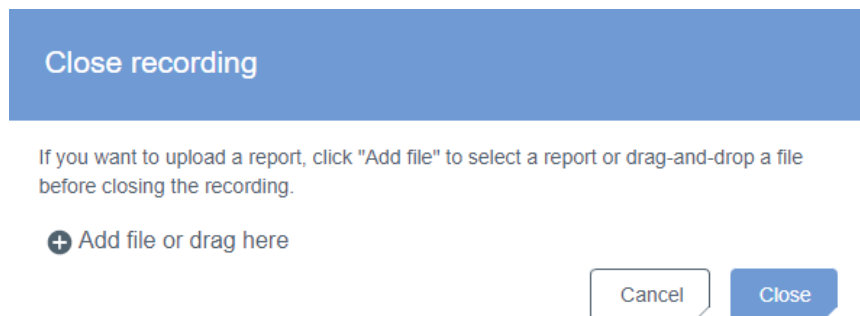 Close recording
If you want to upload a report, click "Add file" to select a report or drag-and-drop a file
before closing the recording.
Add file or drag here
Cancel
Close